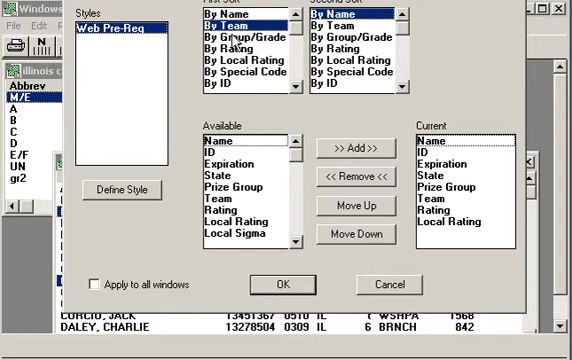 Windows
File Edit
Styles
Web Pre-Reg
Define Style
First Sort
By Name
By Team
By Group/Grade
By Rating
By Local Rating
By Special Code
By ID
Second Sort
By Name
By Team
By Group/Grade
By Rating
By Local Rating
By Special Code
By ID
illinois c
Abbrev
M/E
A
B
C
D
E/F
UN
gr2
Available
Name
ID
Expiration
State
Prize Group
Team
Rating
Local Rating
Local Sigma
>> Add >>
<< Remove <<
Move Up
Move Down
Current
Name
ID
Expiration
State
Prize Group
Team
Rating
Local Rating
Apply to all windows
OK
Cancel
CURCIO, JACK 13451367 0510 IL WSHPA 1568
DALEY, CHARLIE 13278504 0309 IL 6 BRNCH 842